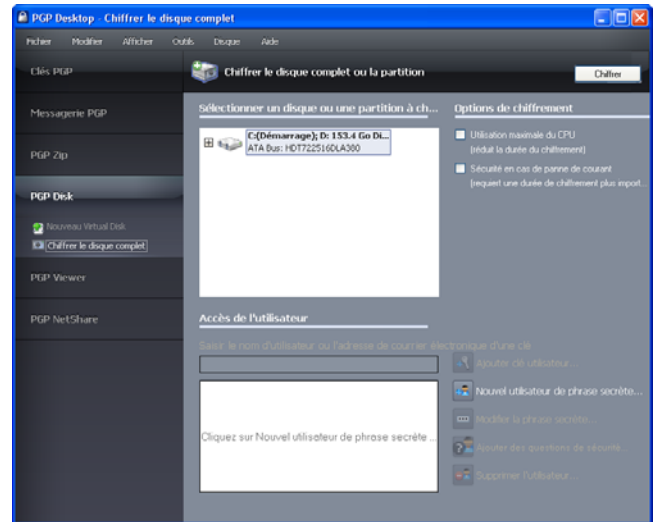 PGP Desktop - Chiffrer le disque complet
Fichier Modifier Afficher Outils Disque Aide
Clés PGP
Chiffrer le disque complet ou la partition
Chiffrer
Messagerie PGP
PGP Zip
PGP Disk
Nouveau Virtual Disk
Chiffrer le disque complet
PGP Viewer
PGP NetShare
Sélectionner un disque ou une partition à ch...
C:(Démarrage); D: 153.4 Go Di...
ATA Bus: HDT722516DLA380
Options de chiffrement
Utilisation maximale du CPU
(réduit la durée du chiffrement)
Sécurité en cas de panne de courant
(requiert une durée de chiffrement plus import...
Accès de l'utilisateur
Saisir le nom d'utilisateur ou l'adresse de courrier électronique d'une clé
Cliquez sur Nouvel utilisateur de phrase secrète ...
Ajouter clé utilisateur...
Nouvel utilisateur de phrase secrète...
Modifier la phrase secrète...
Ajouter des questions de sécurité...
Supprimer l'utilisateur...